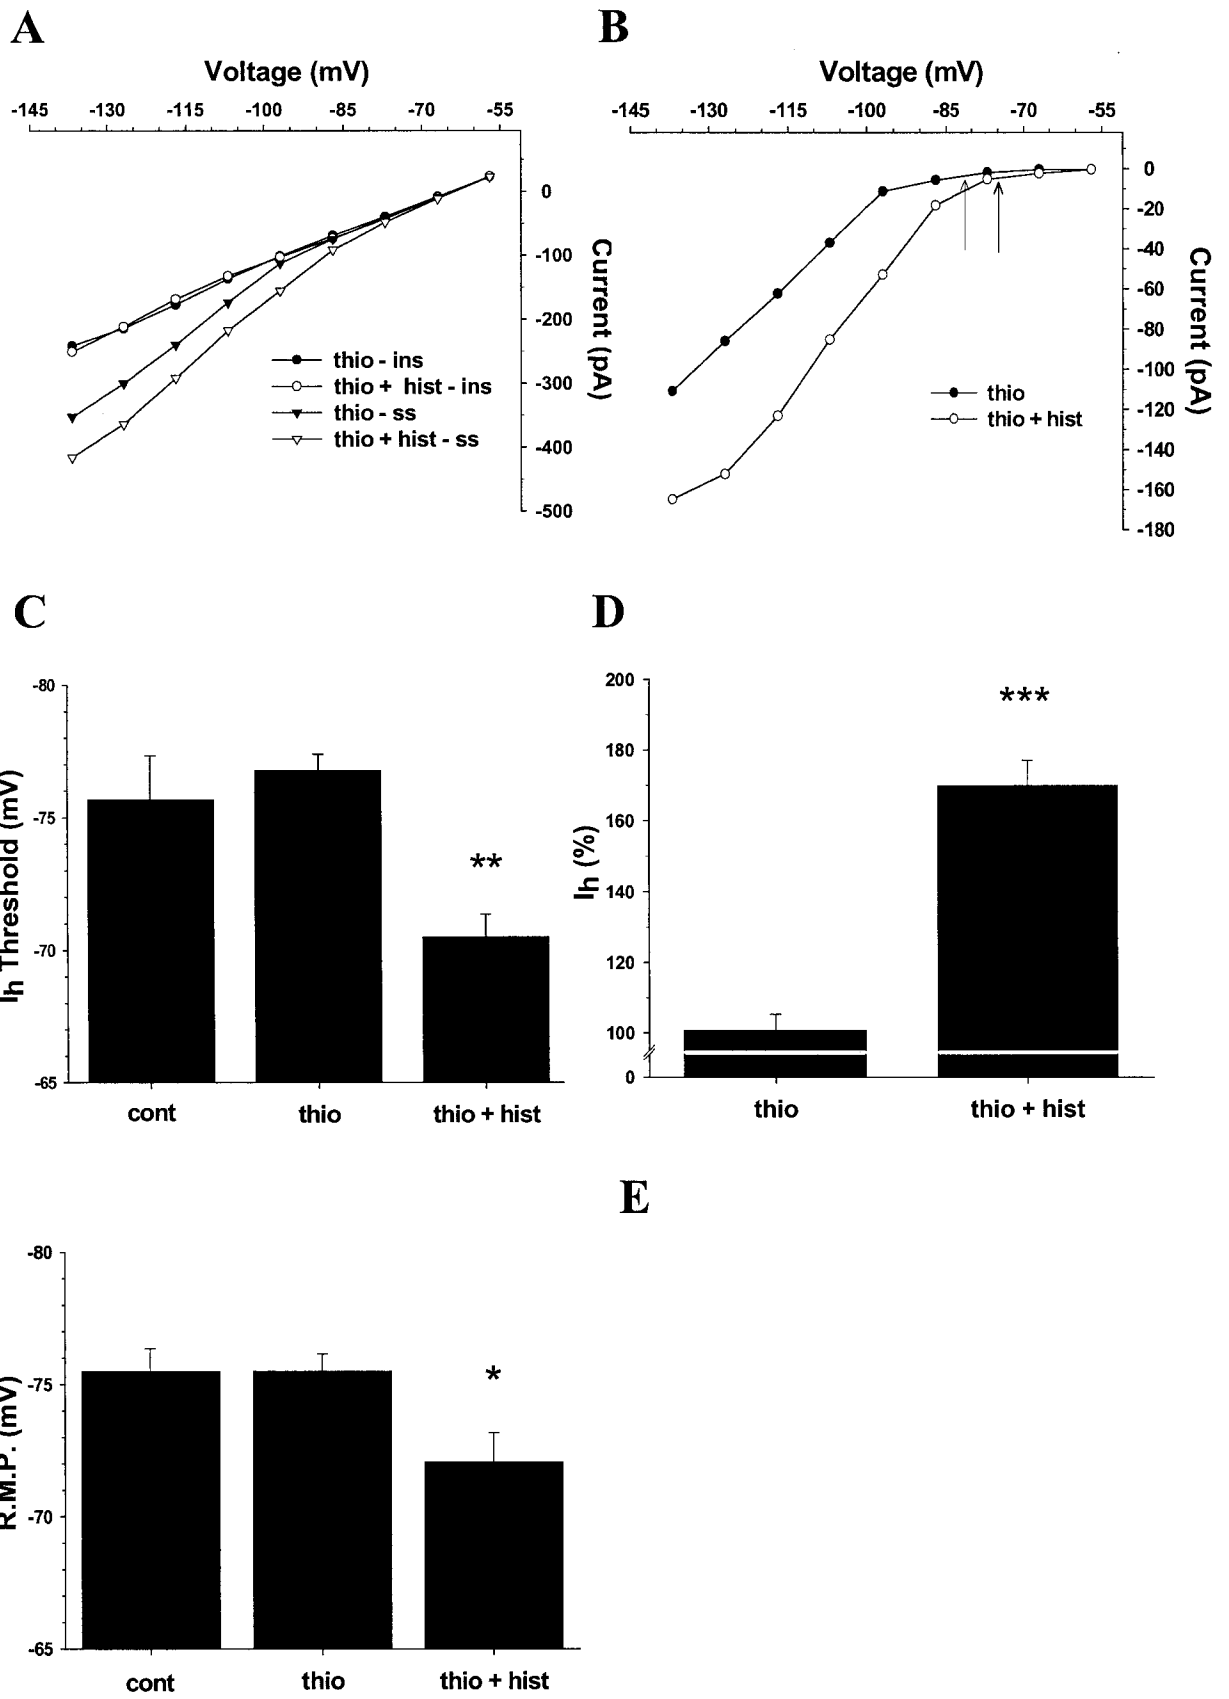 A
Voltage (mV)
-145 -130 -115 -100 -85 -70 -55
0
-100
-200
-300
-400
-500
Current (pA)
thio - ins
thio + hist - ins
thio - ss
thio + hist - ss
B
Voltage (mV)
-145 -130 -115 -100 -85 -70 -55
0
-20
-40
-60
-80
-100
-120
-140
-160
-180
Current (pA)
thio
thio + hist
C
-80
-75
-70
-65
Ih Threshold (mV)
**
cont thio thio + hist
D
200
180
160
140
120
100
0
Ih (%)
***
thio thio + hist
E
-80
-75
-70
-65
R.M.P. (mV)
*
cont thio thio + hist